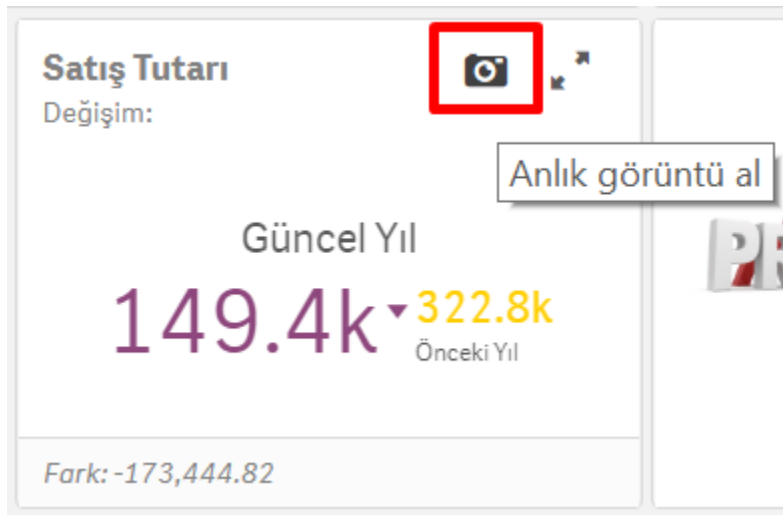 Satış Tutarı
Değişim:
Anlık görüntü al
Güncel Yıl
149.4k
322.8k
Önceki Yıl
Fark: -173,444.82